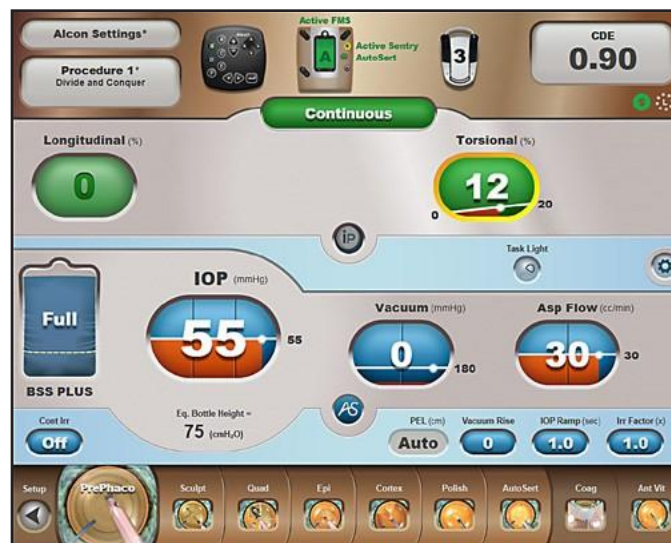 Alcon Settings*
Procedure 1*
Divide and Conquer
Active FMS
A
Active Sentry
AutoSert
3
CDE
0.90
Continuous
Longitudinal (%)
0
Torsional (%)
12
0
20
iP
Task Light
Full
BSS PLUS
IOP (mmHg)
55
55
Eq. Bottle Height =
75 (cmH₂O)
Vacuum (mmHg)
0
180
Asp Flow (cc/min)
30
30
AS
Cont Irr
Off
PEL (cm)
Auto
Vacuum Rise
0
IOP Ramp (sec)
1.0
Irr Factor (x)
1.0
Setup
PrePhaco
Sculpt
Quad
Epi
Cortex
Polish
AutoSert
Coag
Ant Vit